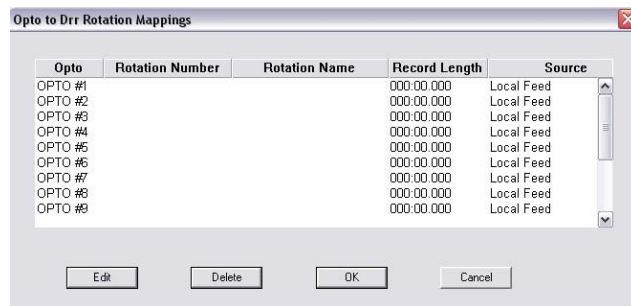 Opto to Drr Rotation Mappings
Opto Rotation Number Rotation Name Record Length Source
OPTO #1 000:00.000 Local Feed
OPTO #2 000:00.000 Local Feed
OPTO #3 000:00.000 Local Feed
OPTO #4 000:00.000 Local Feed
OPTO #5 000:00.000 Local Feed
OPTO #6 000:00.000 Local Feed
OPTO #7 000:00.000 Local Feed
OPTO #8 000:00.000 Local Feed
OPTO #9 000:00.000 Local Feed
Edit Delete OK Cancel